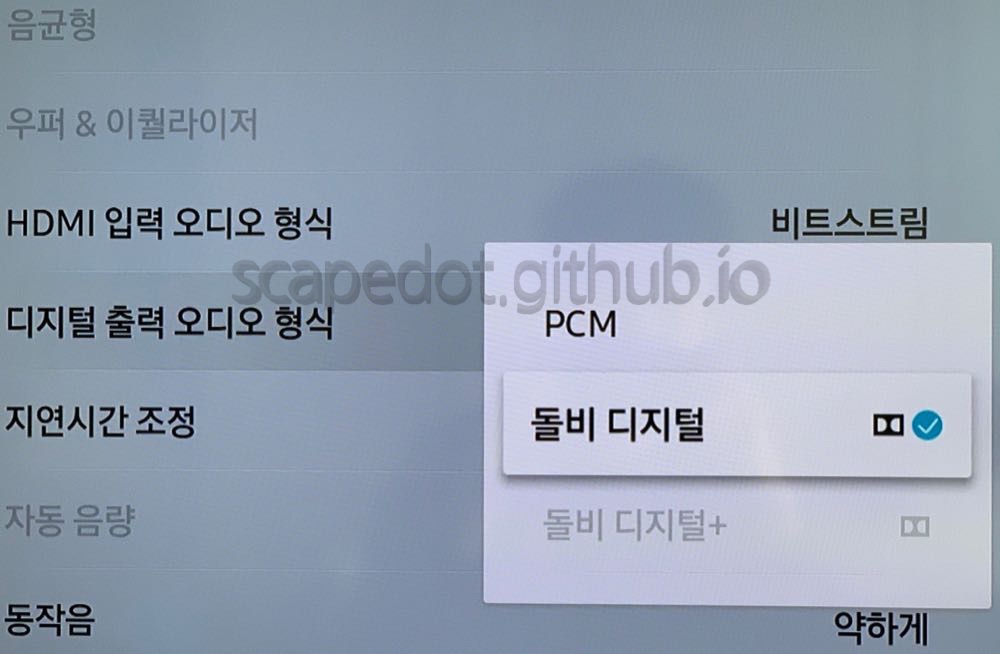 음균형
우퍼 & 이퀄라이저
HDMI 입력 오디오 형식
비트스트림
scapedot.github.io
디지털 출력 오디오 형식
PCM
돌비 디지털
지연시간 조정
돌비 디지털+
자동 음량
동작음
약하게